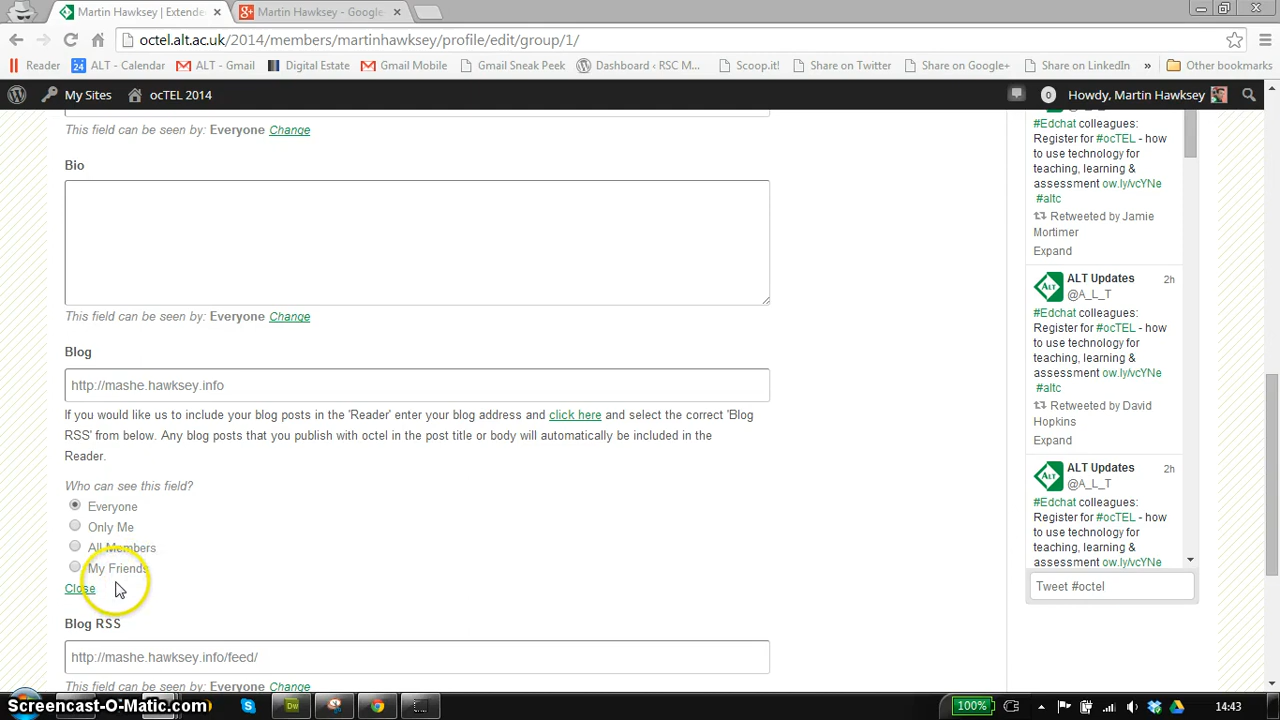 Martin Hawksey | Extende
Martin Hawksey - Google
octel.alt.ac.uk/2014/members/martinhawksey/profile/edit/group/1/
Reader
24 ALT - Calendar
ALT - Gmail
Digital Estate
Gmail Mobile
Gmail Sneak Peek
Dashboard ‹ RSC M...
Scoop.It
Share on Twitter
Share on Google+
Share on LinkedIn
»
Other bookmarks
My Sites
ocTEL 2014
0
Howdy, Martin Hawksey
This field can be seen by: Everyone Change
Bio
This field can be seen by: Everyone Change
Blog
http://mashe.hawksey.info
If you would like us to include your blog posts in the 'Reader' enter your blog address and click here and select the correct 'Blog
RSS' from below. Any blog posts that you publish with octel in the post title or body will automatically be included in the
Reader.
Who can see this field?
Everyone
Only Me
All Members
My Friends
Close
Blog RSS
http://mashe.hawksey.info/feed/
This field can be seen by: Everyone Change
#Edchat colleagues:
Register for #ocTEL - how
to use technology for
teaching, learning &
assessment ow.ly/vcYNe
#altc
Retweeted by Jamie
Mortimer
Expand
ALT
ALT Updates 2h
@A_L_T
#Edchat colleagues:
Register for #ocTEL - how
to use technology for
teaching, learning &
assessment ow.ly/vcYNe
#altc
Retweeted by David
Hopkins
Expand
ALT
ALT Updates 2h
@A_L_T
#Edchat colleagues:
Register for #ocTEL - how
to use technology for
teaching, learning &
assessment ow.ly/vcYNe
Tweet #octel
Screencast-O-Matic.com
Dw
100%
14:43